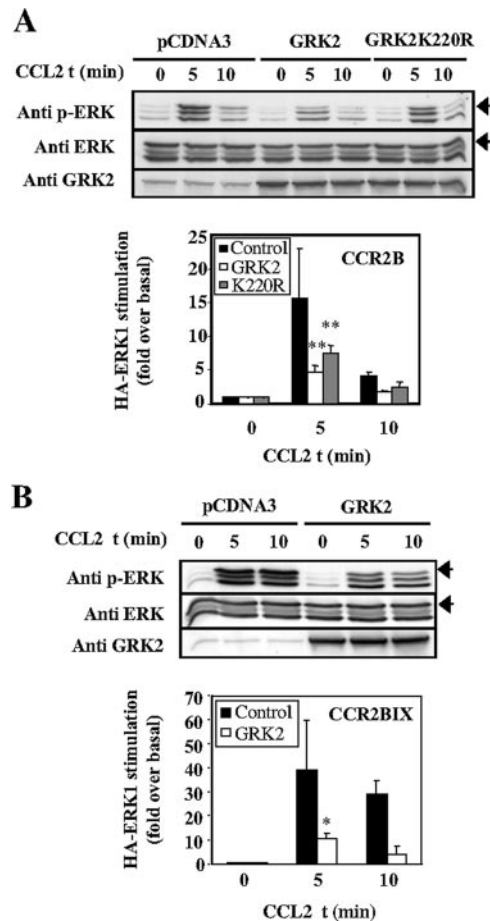 A
pCDNA3 GRK2 GRK2K220R
CCL2 t (min) 0 5 10 0 5 10 0 5 10
Anti p-ERK
Anti ERK
Anti GRK2
HA-ERK1 stimulation
(fold over basal)
25
20
15
10
5
0
Control
GRK2
K220R
CCR2B
**
**
0 5 10
CCL2 t (min)
B
pCDNA3 GRK2
CCL2 t (min) 0 5 10 0 5 10
Anti p-ERK
Anti ERK
Anti GRK2
HA-ERK1 stimulation
(fold over basal)
70
60
50
40
30
20
10
0
Control
GRK2
CCR2BIX
*
0 5 10
CCL2 t (min)